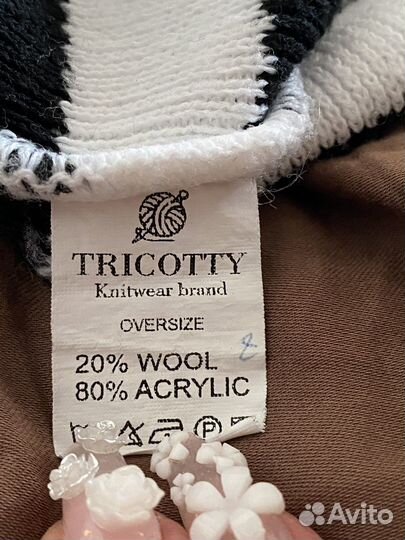 TRICOTTY
Knitwear brand
OVERSIZE
20% WOOL
80% ACRYLIC
P
Avito